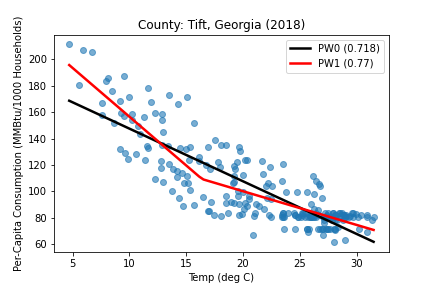 County: Tift, Georgia (2018)
Per-Capita Consumption (MMBtu/1000 Households)
200
180
160
140
120
100
80
60
PW0 (0.718)
PW1 (0.77)
5
10
15
20
25
30
Temp (deg C)